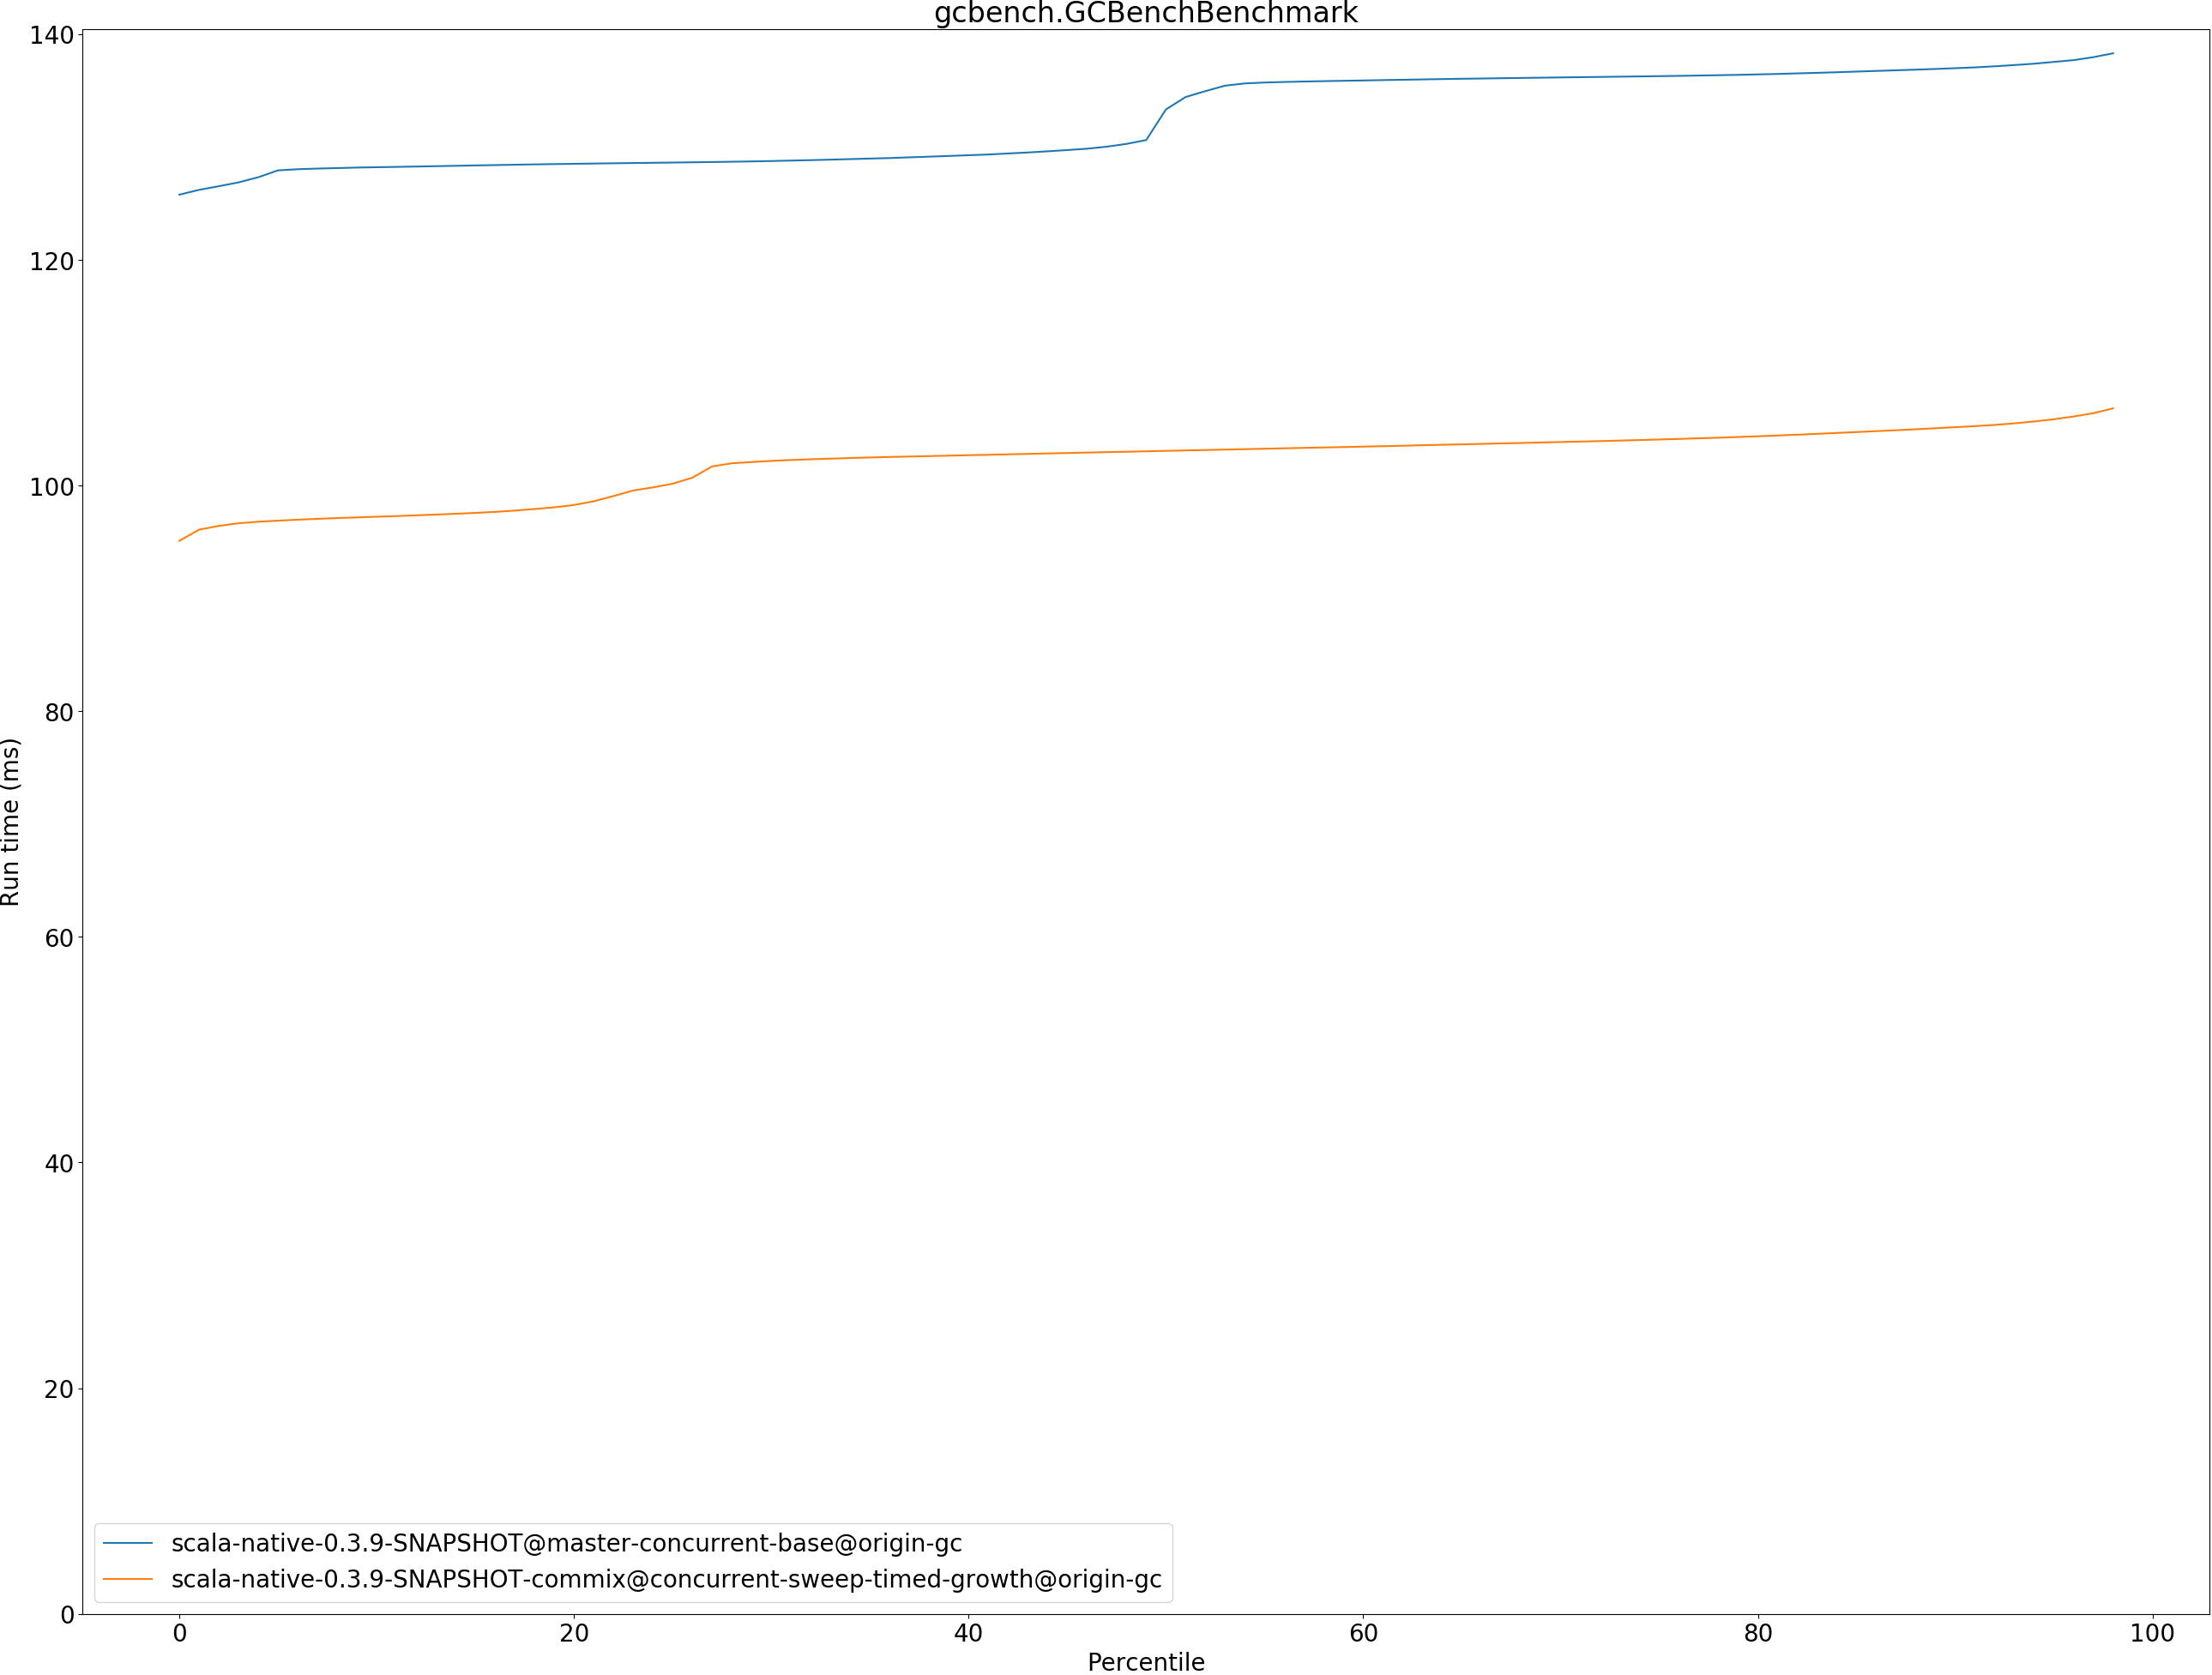 gcbench.GCBenchBenchmark
140
120
100
80
60
40
20
0
Run time (ms)
scala-native-0.3.9-SNAPSHOT@master-concurrent-base@origin-gc
scala-native-0.3.9-SNAPSHOT-commix@concurrent-sweep-timed-growth@origin-gc
0 20 40 60 80 100
Percentile